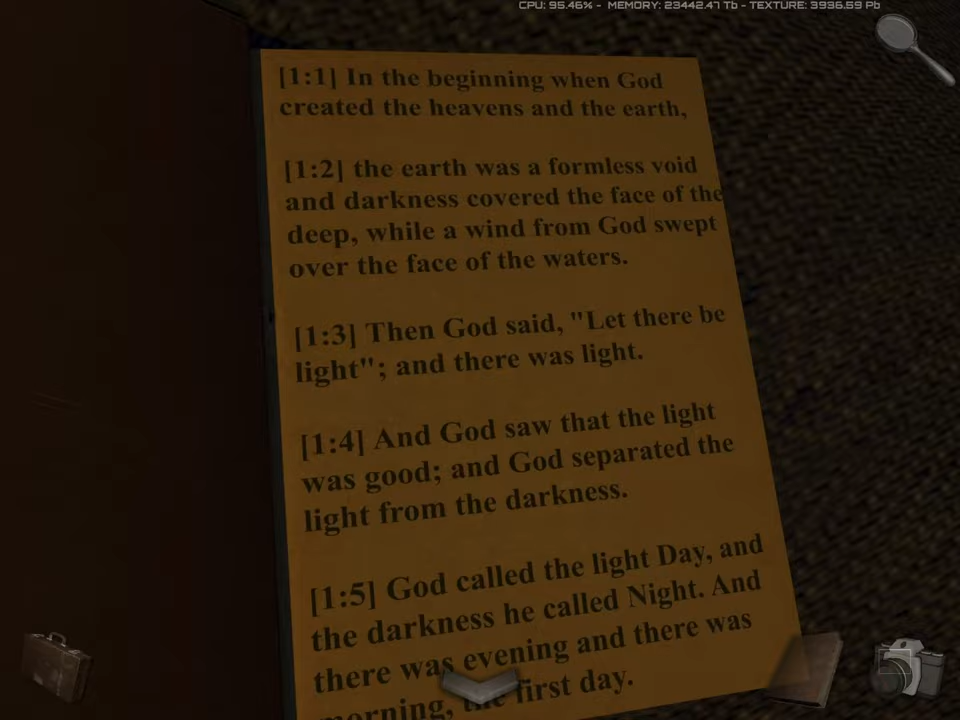 CPU: 95.46% - MEMORY: 23442.47 Tb - TEXTURE: 3936.59 Pb
[1:1] In the beginning when God
created the heavens and the earth,
[1:2] the earth was a formless void
and darkness covered the face of the
deep, while a wind from God swept
over the face of the waters.
[1:3] Then God said, "Let there be
light"; and there was light.
[1:4] And God saw that the light
was good; and God separated the
light from the darkness.
[1:5] God called the light Day, and
the darkness he called Night. And
there was evening and there was
morning, the first day.